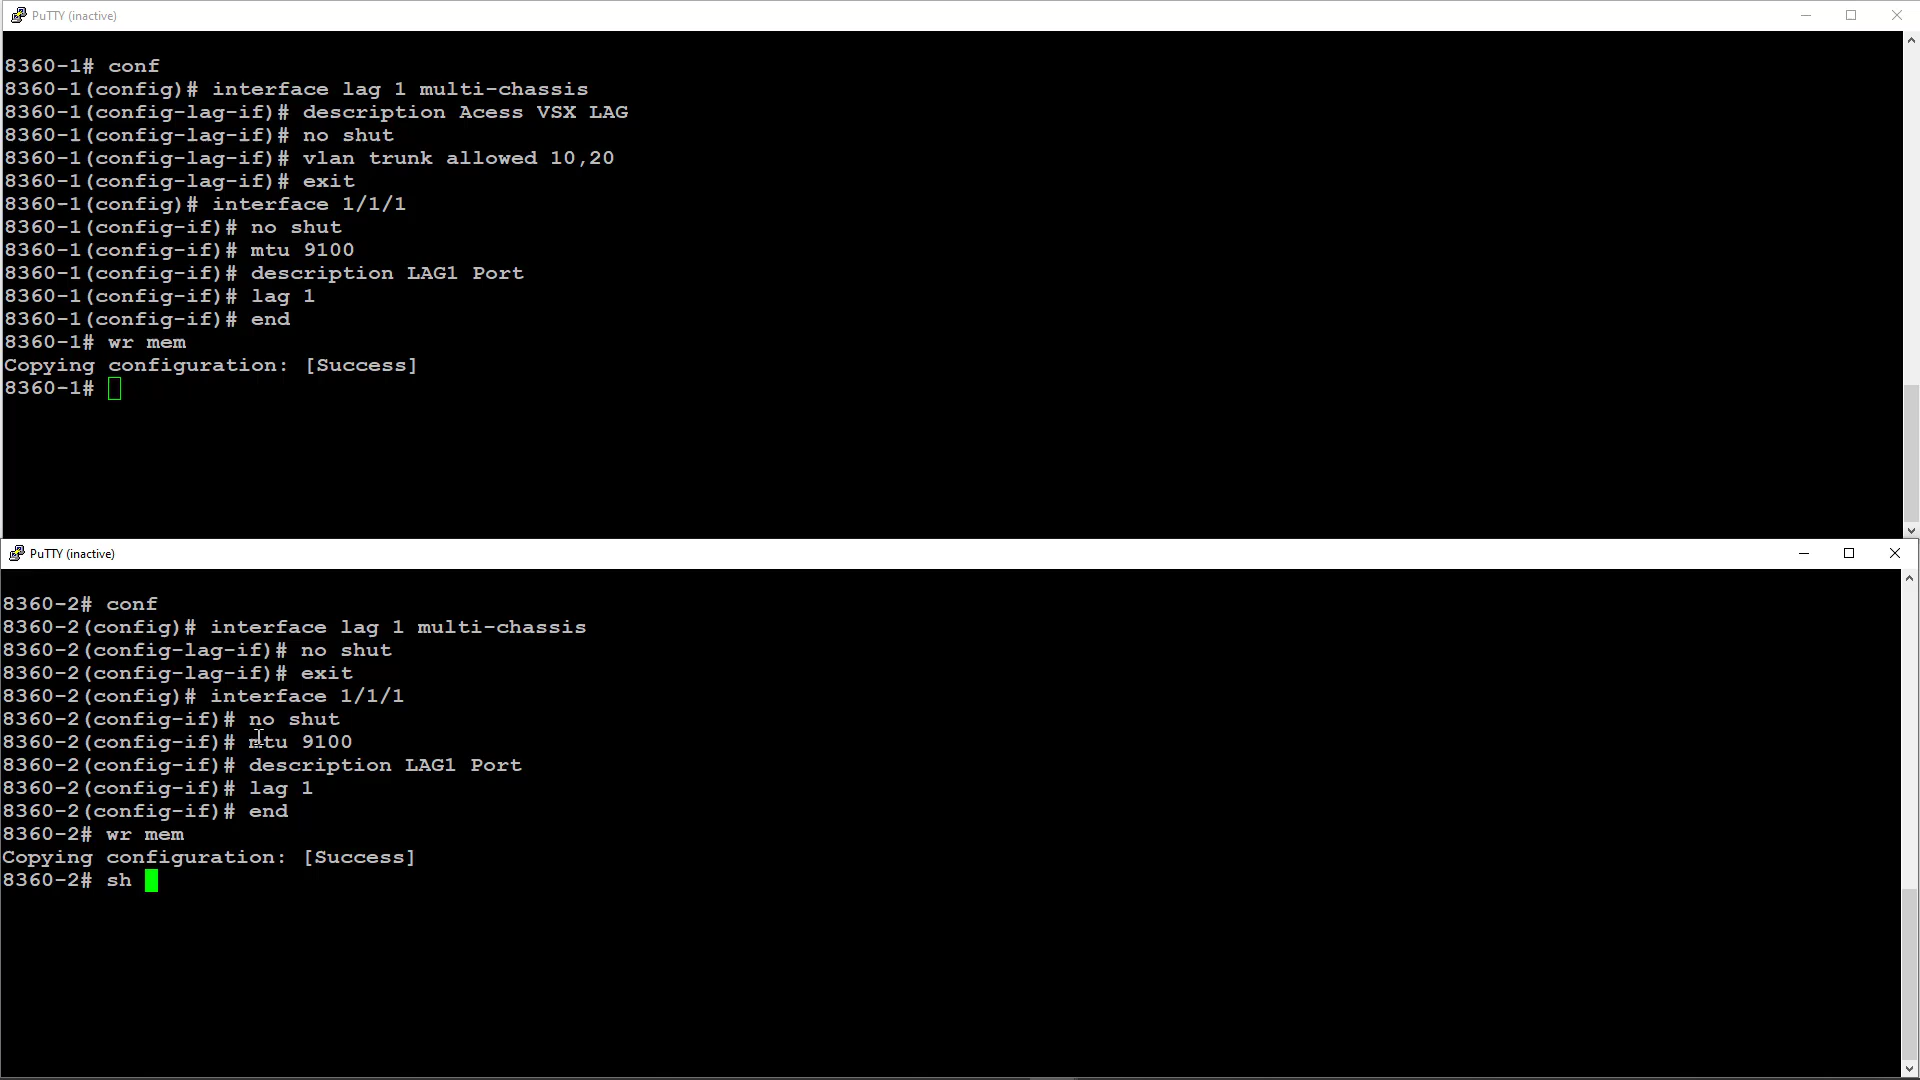 PuTTY (inactive)
8360-1# conf
8360-1(config)# interface lag 1 multi-chassis
8360-1(config-lag-if)# description Acess VSX LAG
8360-1(config-lag-if)# no shut
8360-1(config-lag-if)# vlan trunk allowed 10,20
8360-1(config-lag-if)# exit
8360-1(config)# interface 1/1/1
8360-1(config-if)# no shut
8360-1(config-if)# mtu 9100
8360-1(config-if)# description LAG1 Port
8360-1(config-if)# lag 1
8360-1(config-if)# end
8360-1# wr mem
Copying configuration: [Success]
8360-1#
PuTTY (inactive)
8360-2# conf
8360-2(config)# interface lag 1 multi-chassis
8360-2(config-lag-if)# no shut
8360-2(config-lag-if)# exit
8360-2(config)# interface 1/1/1
8360-2(config-if)# no shut
8360-2(config-if)# mtu 9100
8360-2(config-if)# description LAG1 Port
8360-2(config-if)# lag 1
8360-2(config-if)# end
8360-2# wr mem
Copying configuration: [Success]
8360-2# sh